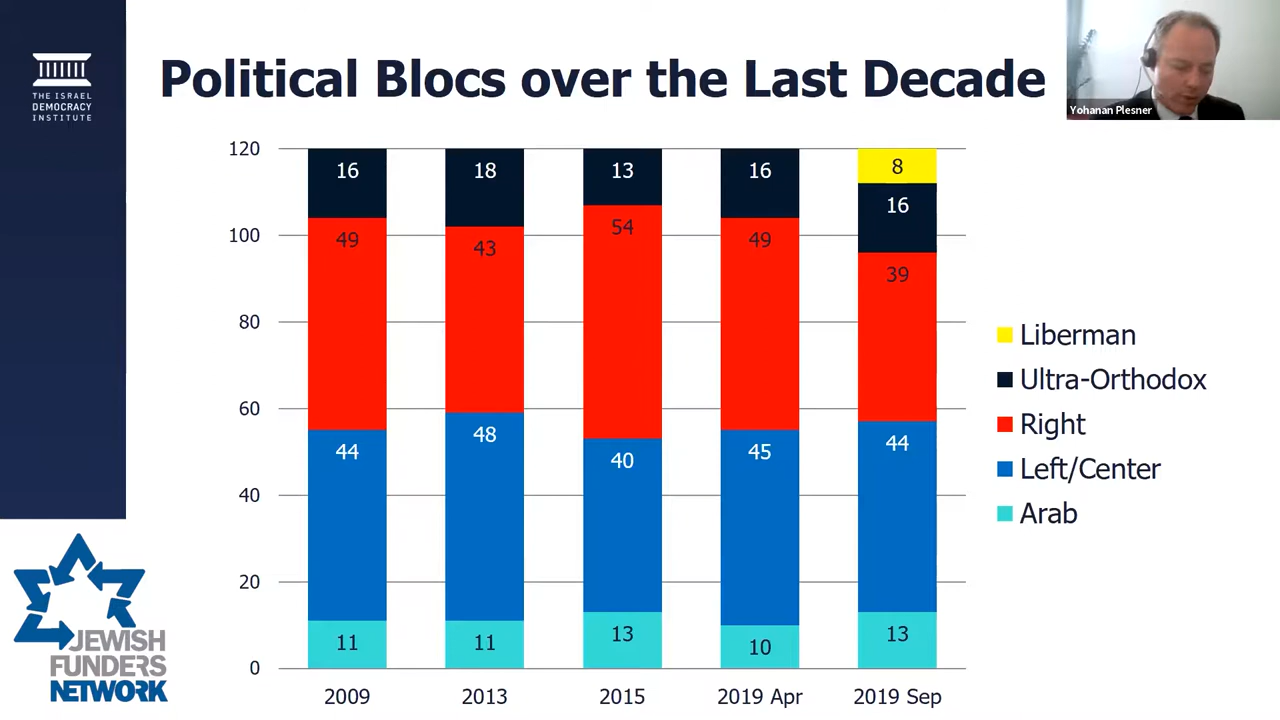 THE ISRAEL
DEMOCRACY
INSTITUTE
Political Blocs over the Last Decade
Yohanan Plesner
120
100
80
60
40
20
0
16
49
44
11
18
43
48
11
13
54
40
13
16
49
45
10
8
16
39
44
13
2009
2013
2015
2019 Apr
2019 Sep
Liberman
Ultra-Orthodox
Right
Left/Center
Arab
JEWISH
FUNDERS
NETWORK